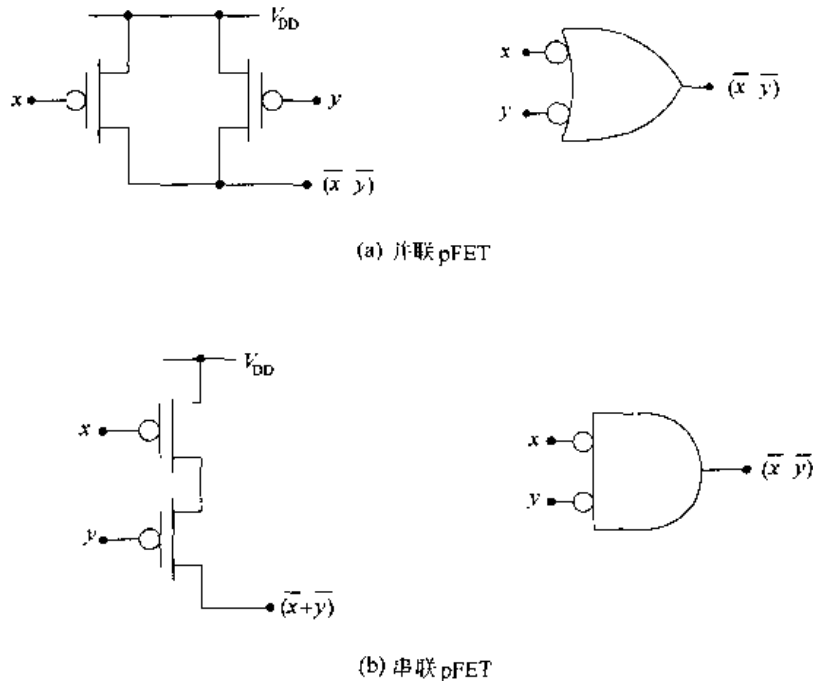 V_DD
x
y
(x̅ y̅)
x
y
(x̅ y̅)
(a) 并联 pFET
V_DD
x
y
(x̅+y̅)
x
y
(x̅ y̅)
(b) 串联 pFET